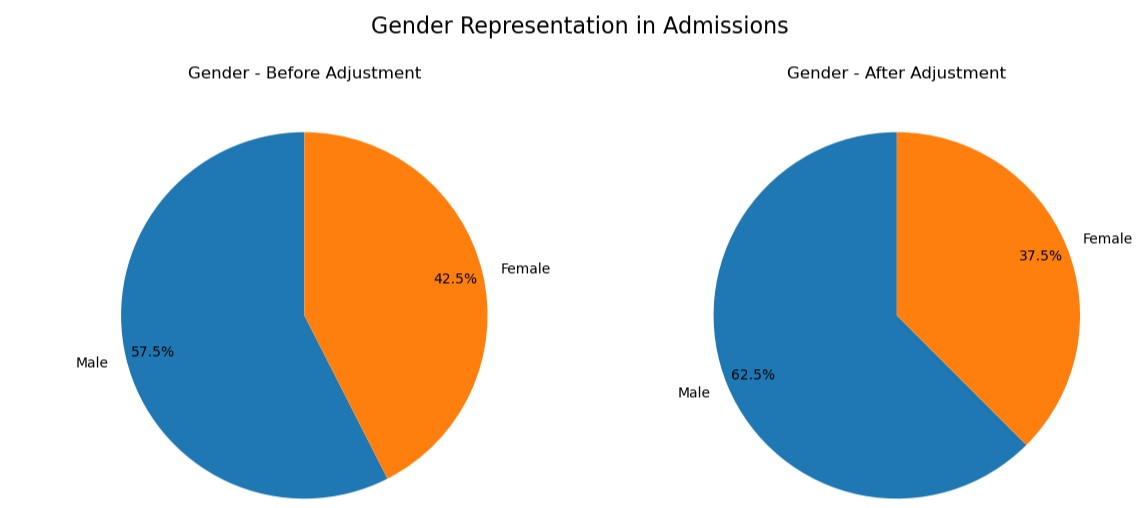 Gender Representation in Admissions
Gender - Before Adjustment
Female
42.5%
57.5%
Male
Gender - After Adjustment
Female
37.5%
62.5%
Male